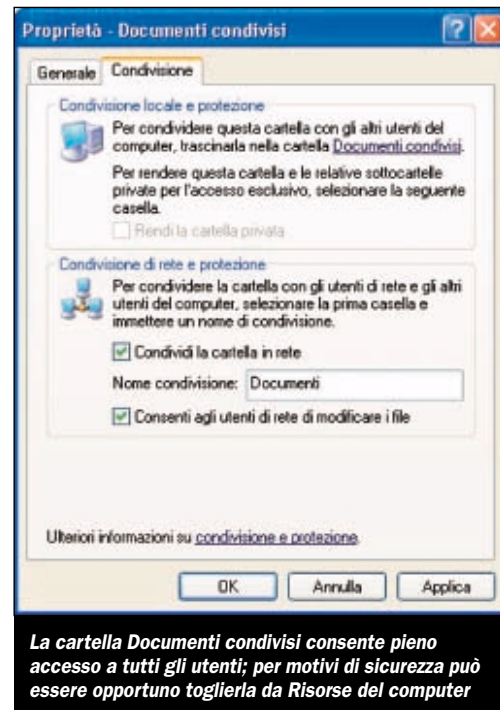 Proprietà - Documenti condivisi
Generale Condivisione
Condivisione locale e protezione
Per condividere questa cartella con gli altri utenti del
computer, trascinarla nella cartella Documenti condivisi.
Per rendere questa cartella e le relative sottocartelle
private per l'accesso esclusivo, selezionare la seguente
casella.
Rendi la cartella privata
Condivisione di rete e protezione
Per condividere la cartella con gli utenti di rete e gli altri
utenti del computer, selezionare la prima casella e
immettere un nome di condivisione.
Condividi la cartella in rete
Nome condivisione: Documenti
Consenti agli utenti di rete di modificare i file
Ulteriori informazioni su condivisione e protezione.
OK Annulla Applica
La cartella Documenti condivisi consente pieno
accesso a tutti gli utenti; per motivi di sicurezza può
essere opportuno toglierla da Risorse del computer